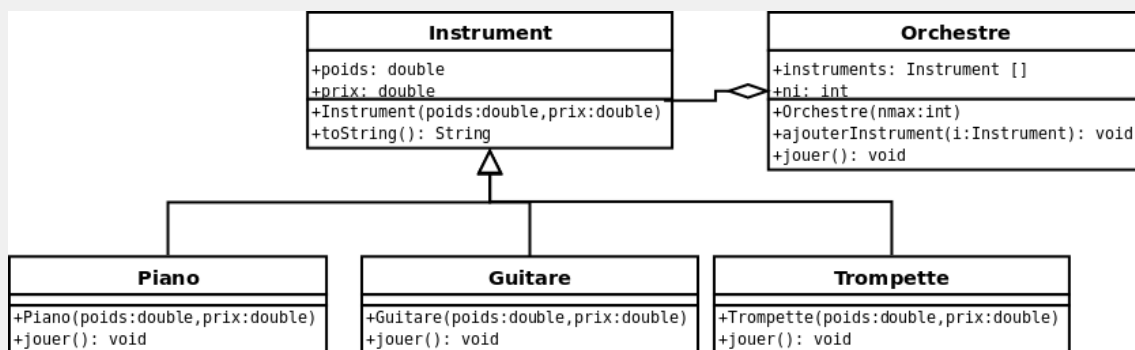 Instrument
+poids: double
+prix: double
+Instrument(poids:double,prix:double)
+toString(): String
Orchestre
+instruments: Instrument []
+ni: int
+Orchestre(nmax:int)
+ajouterInstrument(i:Instrument): void
+jouer(): void
Piano
+Piano(poids:double,prix:double)
+jouer(): void
Guitare
+Guitare(poids:double,prix:double)
+jouer(): void
Trompette
+Trompette(poids:double,prix:double)
+jouer(): void